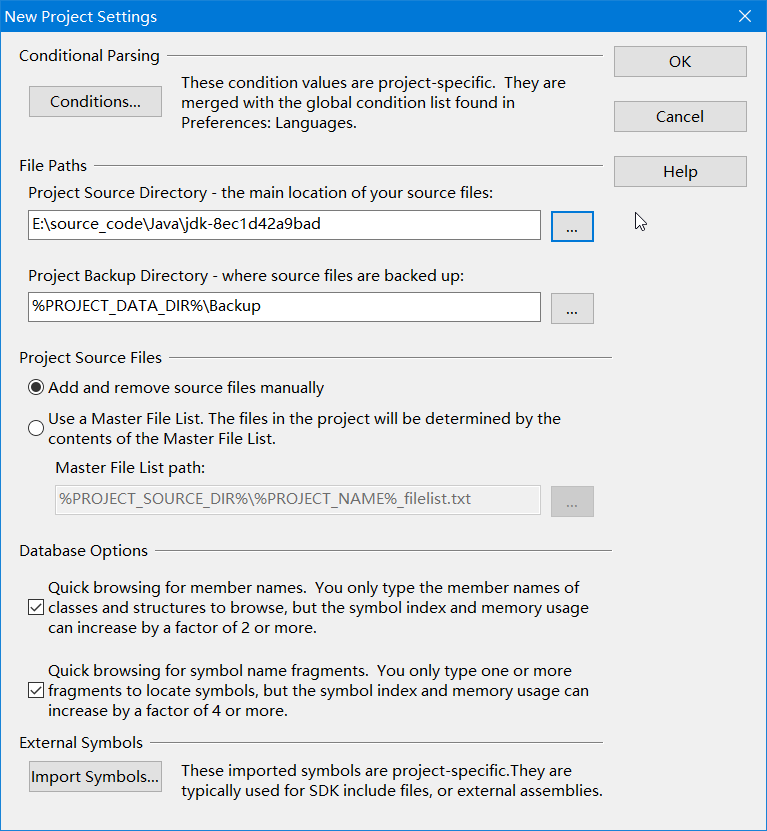 New Project Settings
Conditional Parsing
Conditions...
These condition values are project-specific.  They are
merged with the global condition list found in
Preferences: Languages.
OK
Cancel
Help
File Paths
Project Source Directory - the main location of your source files:
E:\source_code\Java\jdk-8ec1d42a9bad
...
Project Backup Directory - where source files are backed up:
%PROJECT_DATA_DIR%\Backup
...
Project Source Files
Add and remove source files manually
Use a Master File List. The files in the project will be determined by the
contents of the Master File List.
Master File List path:
%PROJECT_SOURCE_DIR%\%PROJECT_NAME%_filelist.txt
...
Database Options
Quick browsing for member names.  You only type the member names of
classes and structures to browse, but the symbol index and memory usage
can increase by a factor of 2 or more.
Quick browsing for symbol name fragments.  You only type one or more
fragments to locate symbols, but the symbol index and memory usage can
increase by a factor of 4 or more.
External Symbols
Import Symbols...
These imported symbols are project-specific.They are
typically used for SDK include files, or external assemblies.